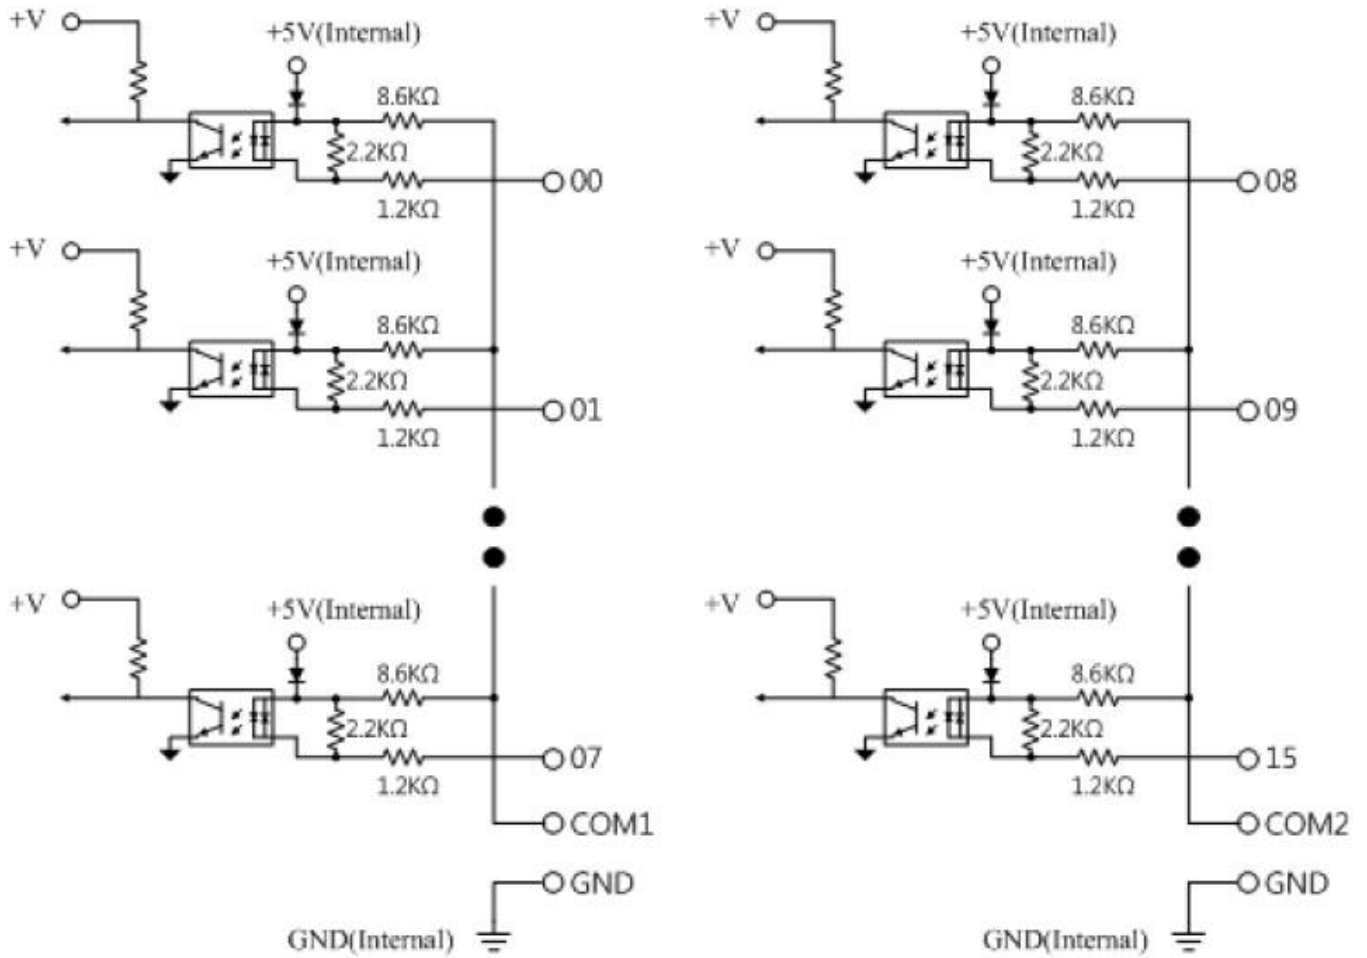 +V
+5V(Internal)
8.6KΩ
2.2KΩ
00
1.2KΩ
+V
+5V(Internal)
8.6KΩ
2.2KΩ
01
1.2KΩ
+V
+5V(Internal)
8.6KΩ
2.2KΩ
07
1.2KΩ
COM1
GND
GND(Internal)
+V
+5V(Internal)
8.6KΩ
2.2KΩ
08
1.2KΩ
+V
+5V(Internal)
8.6KΩ
2.2KΩ
09
1.2KΩ
+V
+5V(Internal)
8.6KΩ
2.2KΩ
15
1.2KΩ
COM2
GND
GND(Internal)